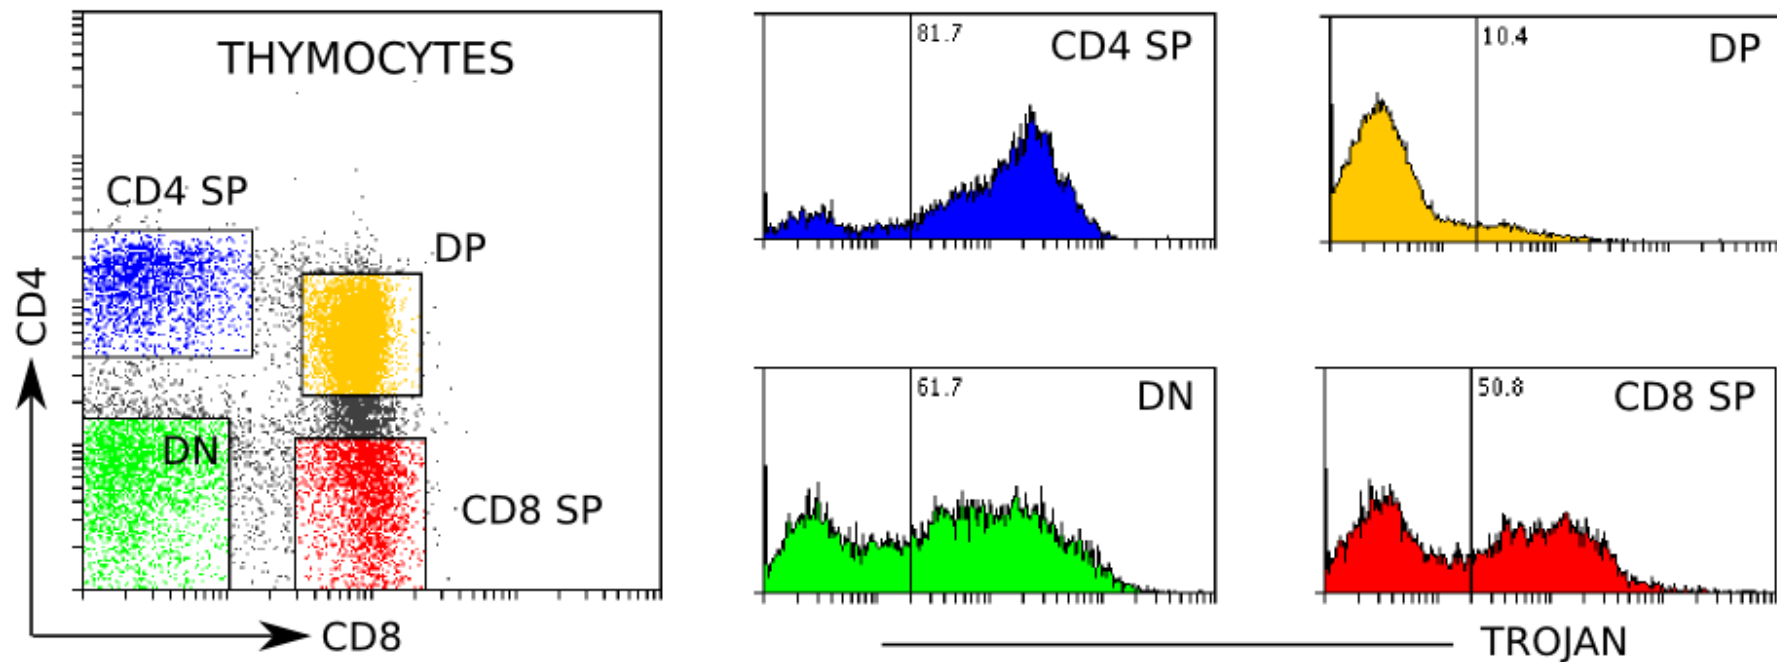 THYMOCYTES
CD4 SP
DP
DN
CD8 SP
CD4
CD8
81.7
CD4 SP
10.4
DP
61.7
DN
50.8
CD8 SP
TROJAN